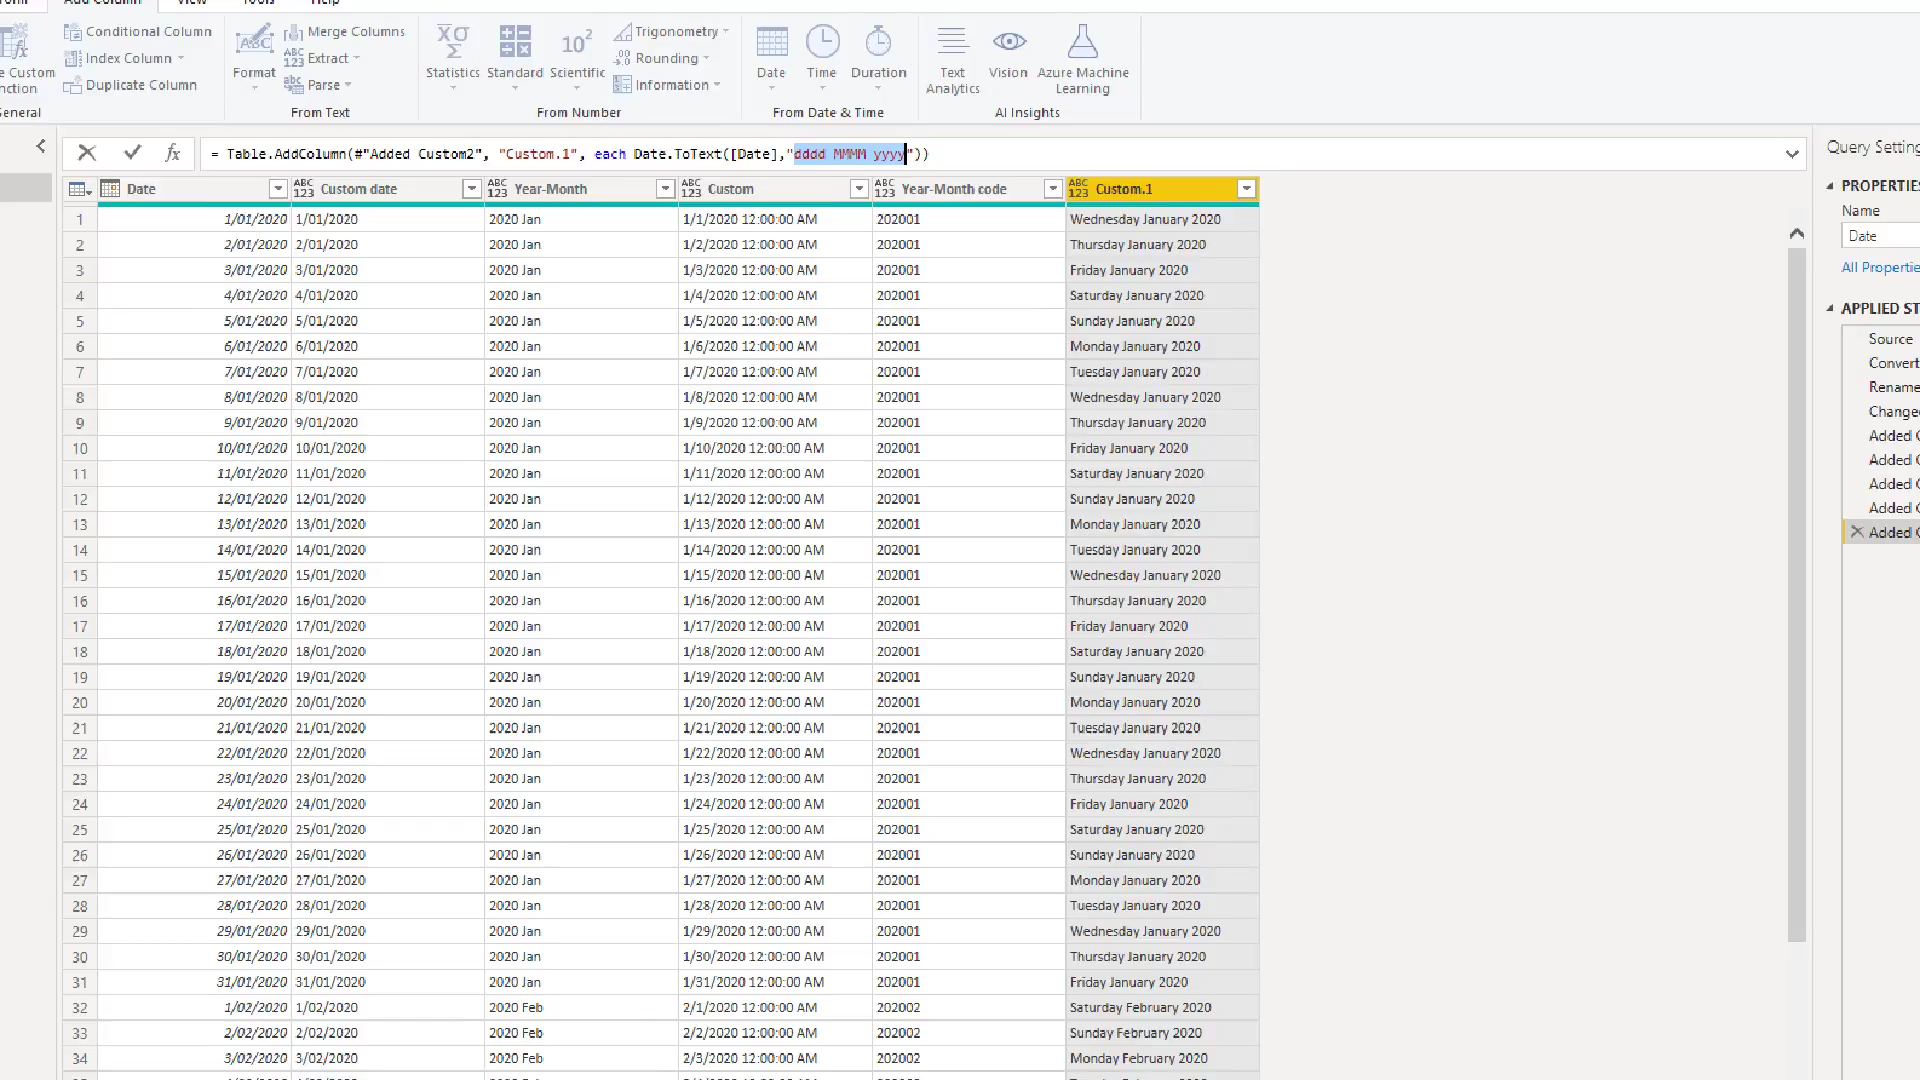 Add Column View Tools Help
Conditional Column
Index Column
Duplicate Column
Custom
General
ABC
Format
Merge Columns
ABC 123 Extract
abc Parse
From Text
XΟ Σ
Statistics
Standard
10²
Scientific
Trigonometry
.00 Rounding
Information
From Number
Date
Time
Duration
From Date & Time
Text Analytics
Vision
Azure Machine Learning
AI Insights
fx = Table.AddColumn(#"Added Custom2", "Custom.1", each Date.ToText([Date],"dddd MMMM yyyy"))
Date ABC 123 Custom date ABC 123 Year-Month ABC 123 Custom ABC 123 Year-Month code ABC 123 Custom.1
1 1/01/2020 1/01/2020 2020 Jan 1/1/2020 12:00:00 AM 202001 Wednesday January 2020
2 2/01/2020 2/01/2020 2020 Jan 1/2/2020 12:00:00 AM 202001 Thursday January 2020
3 3/01/2020 3/01/2020 2020 Jan 1/3/2020 12:00:00 AM 202001 Friday January 2020
4 4/01/2020 4/01/2020 2020 Jan 1/4/2020 12:00:00 AM 202001 Saturday January 2020
5 5/01/2020 5/01/2020 2020 Jan 1/5/2020 12:00:00 AM 202001 Sunday January 2020
6 6/01/2020 6/01/2020 2020 Jan 1/6/2020 12:00:00 AM 202001 Monday January 2020
7 7/01/2020 7/01/2020 2020 Jan 1/7/2020 12:00:00 AM 202001 Tuesday January 2020
8 8/01/2020 8/01/2020 2020 Jan 1/8/2020 12:00:00 AM 202001 Wednesday January 2020
9 9/01/2020 9/01/2020 2020 Jan 1/9/2020 12:00:00 AM 202001 Thursday January 2020
10 10/01/2020 10/01/2020 2020 Jan 1/10/2020 12:00:00 AM 202001 Friday January 2020
11 11/01/2020 11/01/2020 2020 Jan 1/11/2020 12:00:00 AM 202001 Saturday January 2020
12 12/01/2020 12/01/2020 2020 Jan 1/12/2020 12:00:00 AM 202001 Sunday January 2020
13 13/01/2020 13/01/2020 2020 Jan 1/13/2020 12:00:00 AM 202001 Monday January 2020
14 14/01/2020 14/01/2020 2020 Jan 1/14/2020 12:00:00 AM 202001 Tuesday January 2020
15 15/01/2020 15/01/2020 2020 Jan 1/15/2020 12:00:00 AM 202001 Wednesday January 2020
16 16/01/2020 16/01/2020 2020 Jan 1/16/2020 12:00:00 AM 202001 Thursday January 2020
17 17/01/2020 17/01/2020 2020 Jan 1/17/2020 12:00:00 AM 202001 Friday January 2020
18 18/01/2020 18/01/2020 2020 Jan 1/18/2020 12:00:00 AM 202001 Saturday January 2020
19 19/01/2020 19/01/2020 2020 Jan 1/19/2020 12:00:00 AM 202001 Sunday January 2020
20 20/01/2020 20/01/2020 2020 Jan 1/20/2020 12:00:00 AM 202001 Monday January 2020
21 21/01/2020 21/01/2020 2020 Jan 1/21/2020 12:00:00 AM 202001 Tuesday January 2020
22 22/01/2020 22/01/2020 2020 Jan 1/22/2020 12:00:00 AM 202001 Wednesday January 2020
23 23/01/2020 23/01/2020 2020 Jan 1/23/2020 12:00:00 AM 202001 Thursday January 2020
24 24/01/2020 24/01/2020 2020 Jan 1/24/2020 12:00:00 AM 202001 Friday January 2020
25 25/01/2020 25/01/2020 2020 Jan 1/25/2020 12:00:00 AM 202001 Saturday January 2020
26 26/01/2020 26/01/2020 2020 Jan 1/26/2020 12:00:00 AM 202001 Sunday January 2020
27 27/01/2020 27/01/2020 2020 Jan 1/27/2020 12:00:00 AM 202001 Monday January 2020
28 28/01/2020 28/01/2020 2020 Jan 1/28/2020 12:00:00 AM 202001 Tuesday January 2020
29 29/01/2020 29/01/2020 2020 Jan 1/29/2020 12:00:00 AM 202001 Wednesday January 2020
30 30/01/2020 30/01/2020 2020 Jan 1/30/2020 12:00:00 AM 202001 Thursday January 2020
31 31/01/2020 31/01/2020 2020 Jan 1/31/2020 12:00:00 AM 202001 Friday January 2020
32 1/02/2020 1/02/2020 2020 Feb 2/1/2020 12:00:00 AM 202002 Saturday February 2020
33 2/02/2020 2/02/2020 2020 Feb 2/2/2020 12:00:00 AM 202002 Sunday February 2020
34 3/02/2020 3/02/2020 2020 Feb 2/3/2020 12:00:00 AM 202002 Monday February 2020
Query Setting
PROPERTIES
Name
Date
All Propertie
APPLIED ST
Source
Convert
Rename
Change
Added C
Added C
Added C
Added C
Added C